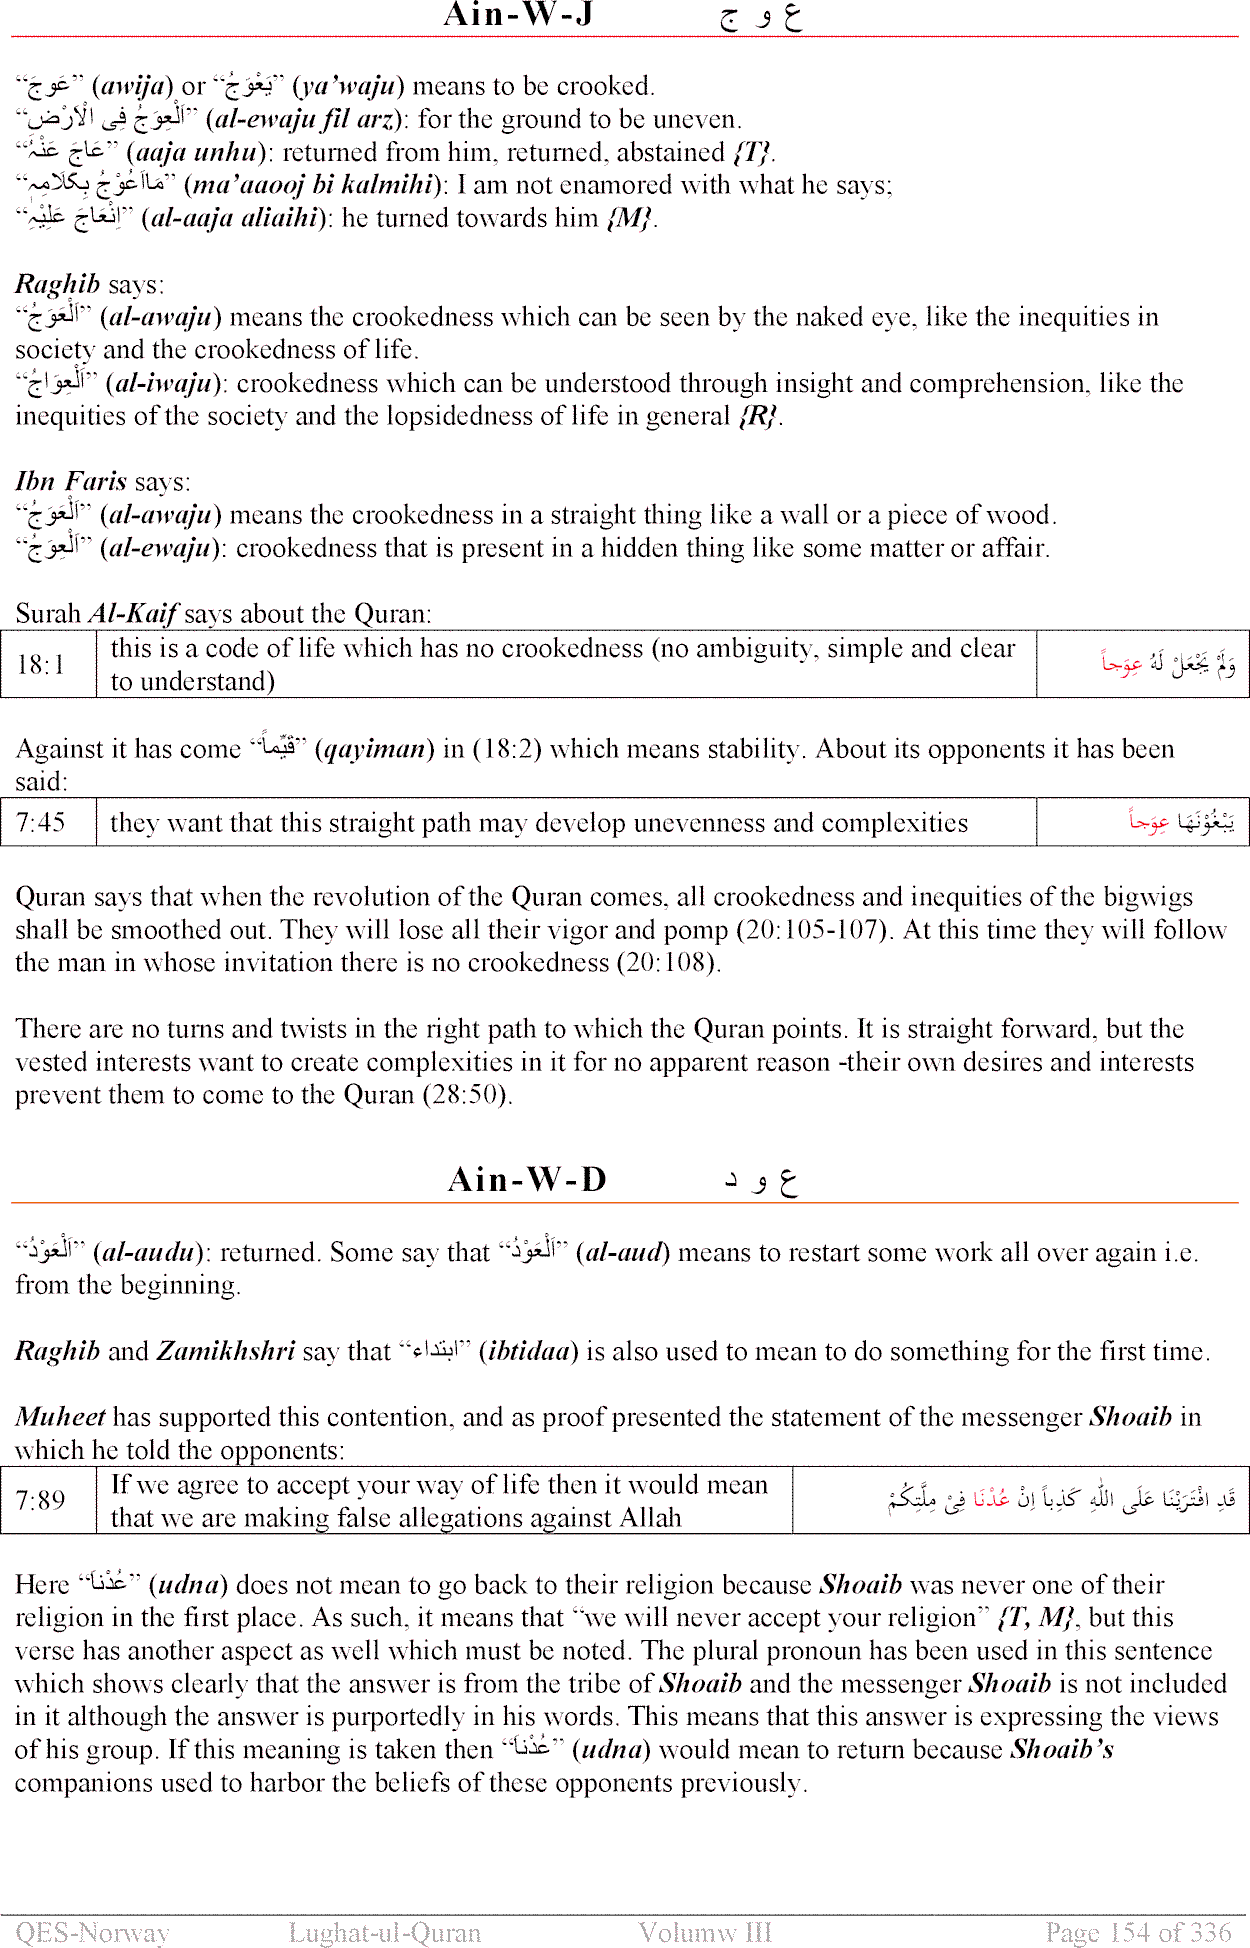 Ain-W-J ع و ج
“عَوِجَ” (awija) or “يَعْوَجُ” (ya’waju) means to be crooked.
“اَلْعِوَجُ فِى الْاَرْضِ” (al-ewaju fil arz): for the ground to be uneven.
“عَاجَ عَنْهُ” (aaja unhu): returned from him, returned, abstained {T}.
“مَااَعُوْجُ بِكَلَامِہٖ” (ma’aaooj bi kalmihi): I am not enamored with what he says;
“اِنْعَاجَ عَلَيْہِ” (al-aaja aliaihi): he turned towards him {M}.
Raghib says:
“اَلْعَوَجُ” (al-awaju) means the crookedness which can be seen by the naked eye, like the inequities in
society and the crookedness of life.
“اَلْعِوَاجُ” (al-iwaju): crookedness which can be understood through insight and comprehension, like the
inequities of the society and the lopsidedness of life in general {R}.
Ibn Faris says:
“اَلْعَوَجُ” (al-awaju) means the crookedness in a straight thing like a wall or a piece of wood.
“اَلْعِوَجُ” (al-ewaju): crookedness that is present in a hidden thing like some matter or affair.
Surah Al-Kaif says about the Quran:
18:1 this is a code of life which has no crookedness (no ambiguity, simple and clear
to understand) وَلَمْ يَجْعَلْ لَهُ عِوَجاً
Against it has come “قَيِّماً” (qayiman) in (18:2) which means stability. About its opponents it has been
said:
7:45 they want that this straight path may develop unevenness and complexities يَبْغُوْنَهَا عِوَجاً
Quran says that when the revolution of the Quran comes, all crookedness and inequities of the bigwigs
shall be smoothed out. They will lose all their vigor and pomp (20:105-107). At this time they will follow
the man in whose invitation there is no crookedness (20:108).
There are no turns and twists in the right path to which the Quran points. It is straight forward, but the
vested interests want to create complexities in it for no apparent reason -their own desires and interests
prevent them to come to the Quran (28:50).
Ain-W-D ع و د
“اَلْعَوْدُ” (al-audu): returned. Some say that “اَلْعَوْدُ” (al-aud) means to restart some work all over again i.e.
from the beginning.
Raghib and Zamikhshri say that “ابتداء” (ibtidaa) is also used to mean to do something for the first time.
Muheet has supported this contention, and as proof presented the statement of the messenger Shoaib in
which he told the opponents:
7:89 If we agree to accept your way of life then it would mean
that we are making false allegations against Allah قَدِ افْتَرَيْنَا عَلَى اللّٰهِ كَذِباً اِنْ عُدْنَا فِىْ مِلَّتِكُمْ
Here “عُدْنَا” (udna) does not mean to go back to their religion because Shoaib was never one of their
religion in the first place. As such, it means that “we will never accept your religion” {T, M}, but this
verse has another aspect as well which must be noted. The plural pronoun has been used in this sentence
which shows clearly that the answer is from the tribe of Shoaib and the messenger Shoaib is not included
in it although the answer is purportedly in his words. This means that this answer is expressing the views
of his group. If this meaning is taken then “عُدْنَا” (udna) would mean to return because Shoaib’s
companions used to harbor the beliefs of these opponents previously.
QES-Norway Lughat-ul-Quran Volumw III Page 154 of 336